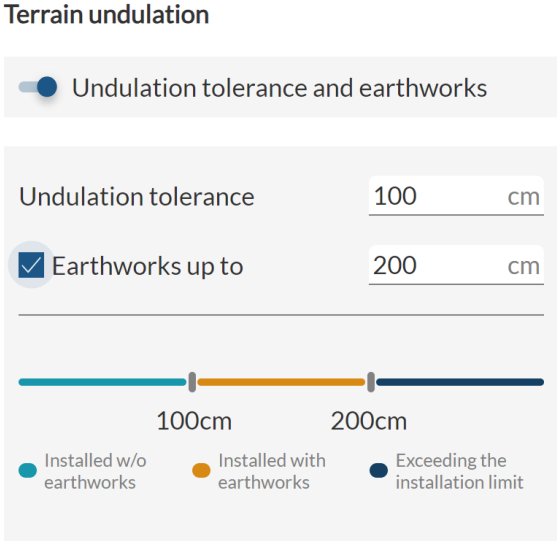 Terrain undulation
Undulation tolerance and earthworks
Undulation tolerance 100 cm
Earthworks up to 200 cm
100cm 200cm
Installed w/o earthworks
Installed with earthworks
Exceeding the installation limit